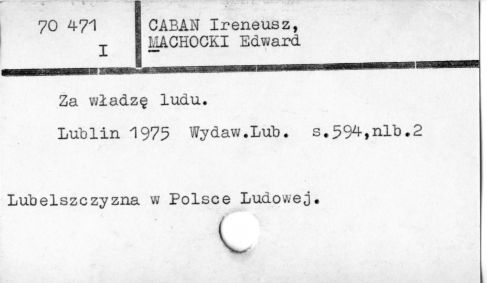 70 471
I
CABAN Ireneusz,
MACHOCKI Edward
Za władzę ludu.
Lublin 1975 Wydaw.Lub. s.594,nlb.2
Lubelszczyzna w Polsce Ludowej.